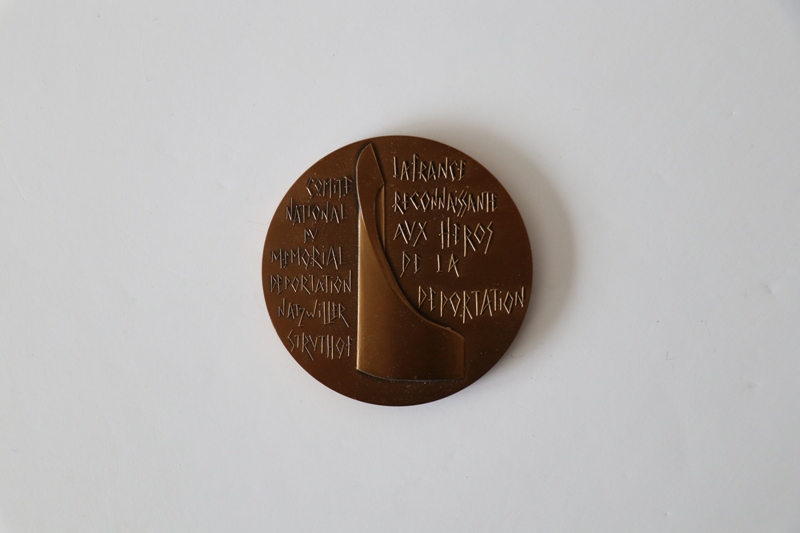 COMITE
NATIONAL
DU
MEMORIAL
DEPORTATION
NATZWILLER
STRUTHOF
LA FRANCE
RECONNAISSANTE
AUX HEROS
DE LA
DEPORTATION